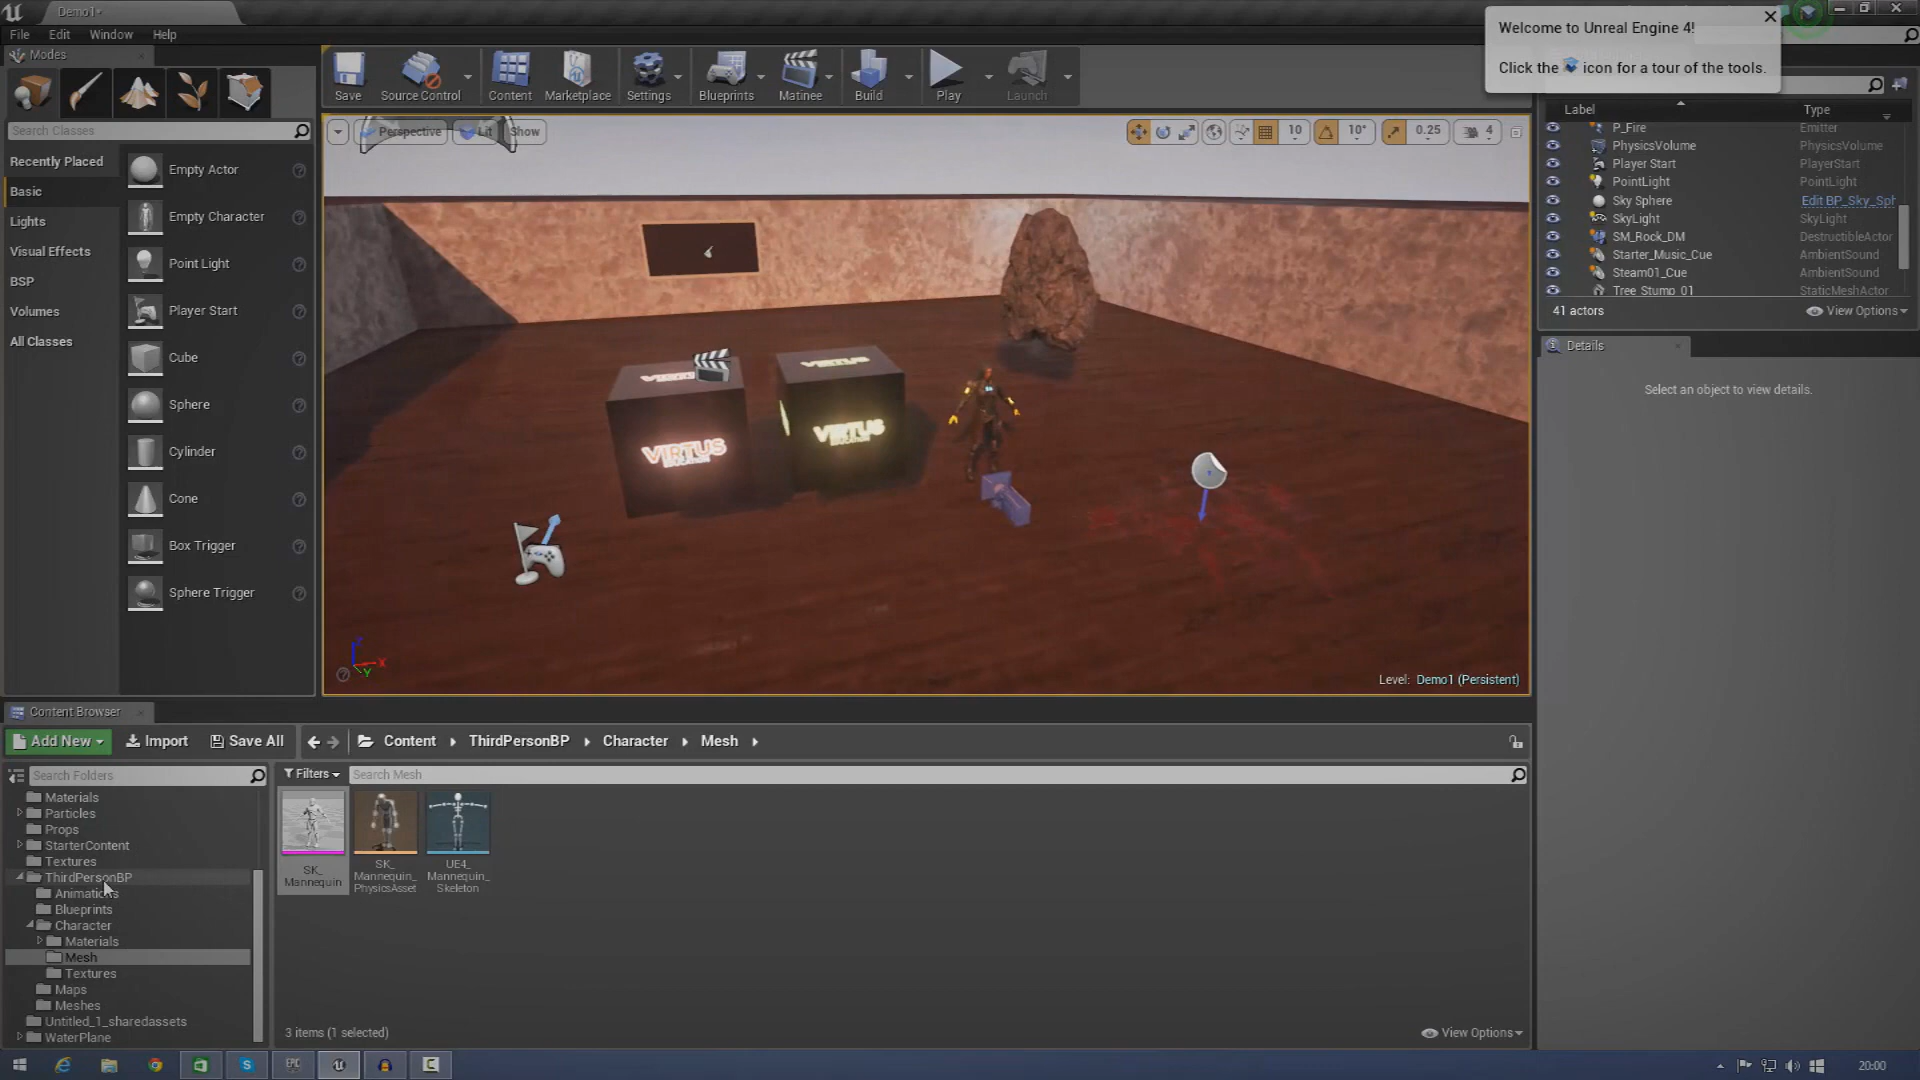 Demo1*
File Edit Window Help
Welcome to Unreal Engine 4!
Click the icon for a tour of the tools.
Modes
Save Source Control Content Marketplace Settings Blueprints Matinee Build Play Launch
Search Classes
Recently Placed
Basic
Lights
Visual Effects
BSP
Volumes
All Classes
Empty Actor
Empty Character
Point Light
Player Start
Cube
Sphere
Cylinder
Cone
Box Trigger
Sphere Trigger
Perspective Lit Show
10 10° 0.25 4
VIRTUS
VIRTUS
VIRTUS
Z
X
Y
Level: Demo1 (Persistent)
Label Type
P_Fire Emitter
PhysicsVolume PhysicsVolume
Player Start PlayerStart
PointLight PointLight
Sky Sphere Edit BP_Sky_Sph
SkyLight SkyLight
SM_Rock_DM DestructibleActor
Starter_Music_Cue AmbientSound
Steam01_Cue AmbientSound
Tree_Stump_01 StaticMeshActor
41 actors View Options
Details
Select an object to view details.
Content Browser
Add New Import Save All Content ThirdPersonBP Character Mesh
Search Folders
Filters Search Mesh
Materials
Particles
Props
StarterContent
Textures
ThirdPersonBP
Animations
Blueprints
Character
Materials
Mesh
Textures
Maps
Meshes
Untitled_1_sharedassets
WaterPlane
SK_
Mannequin
SK_
Mannequin_
PhysicsAsset
UE4_
Mannequin_
Skeleton
3 items (1 selected) View Options
20:00